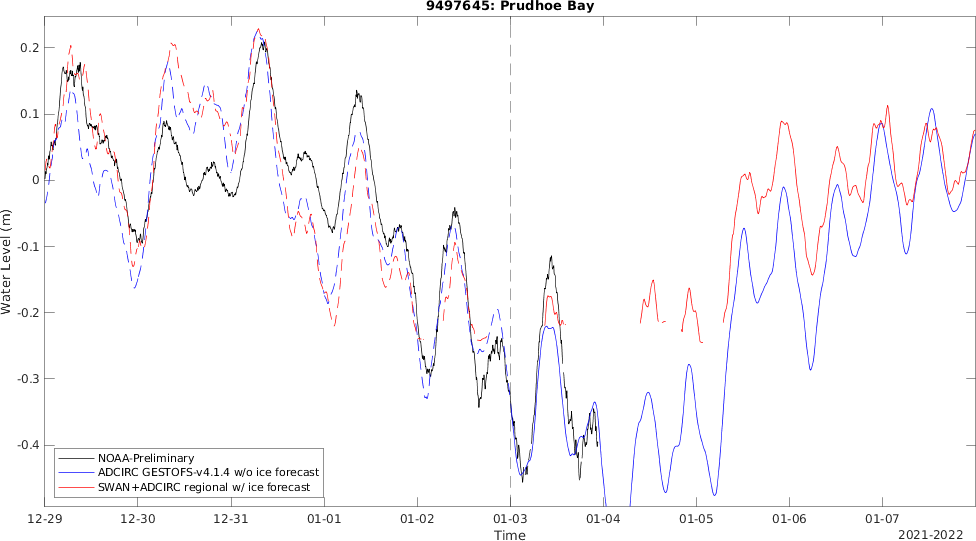 9497645: Prudhoe Bay
0.2
0.1
0
-0.1
-0.2
-0.3
-0.4
Water Level (m)
NOAA-Preliminary
ADCIRC GESTOFS-v4.1.4 w/o ice forecast
SWAN+ADCIRC regional w/ ice forecast
12-29 12-30 12-31 01-01 01-02 01-03 01-04 01-05 01-06 01-07
Time
2021-2022